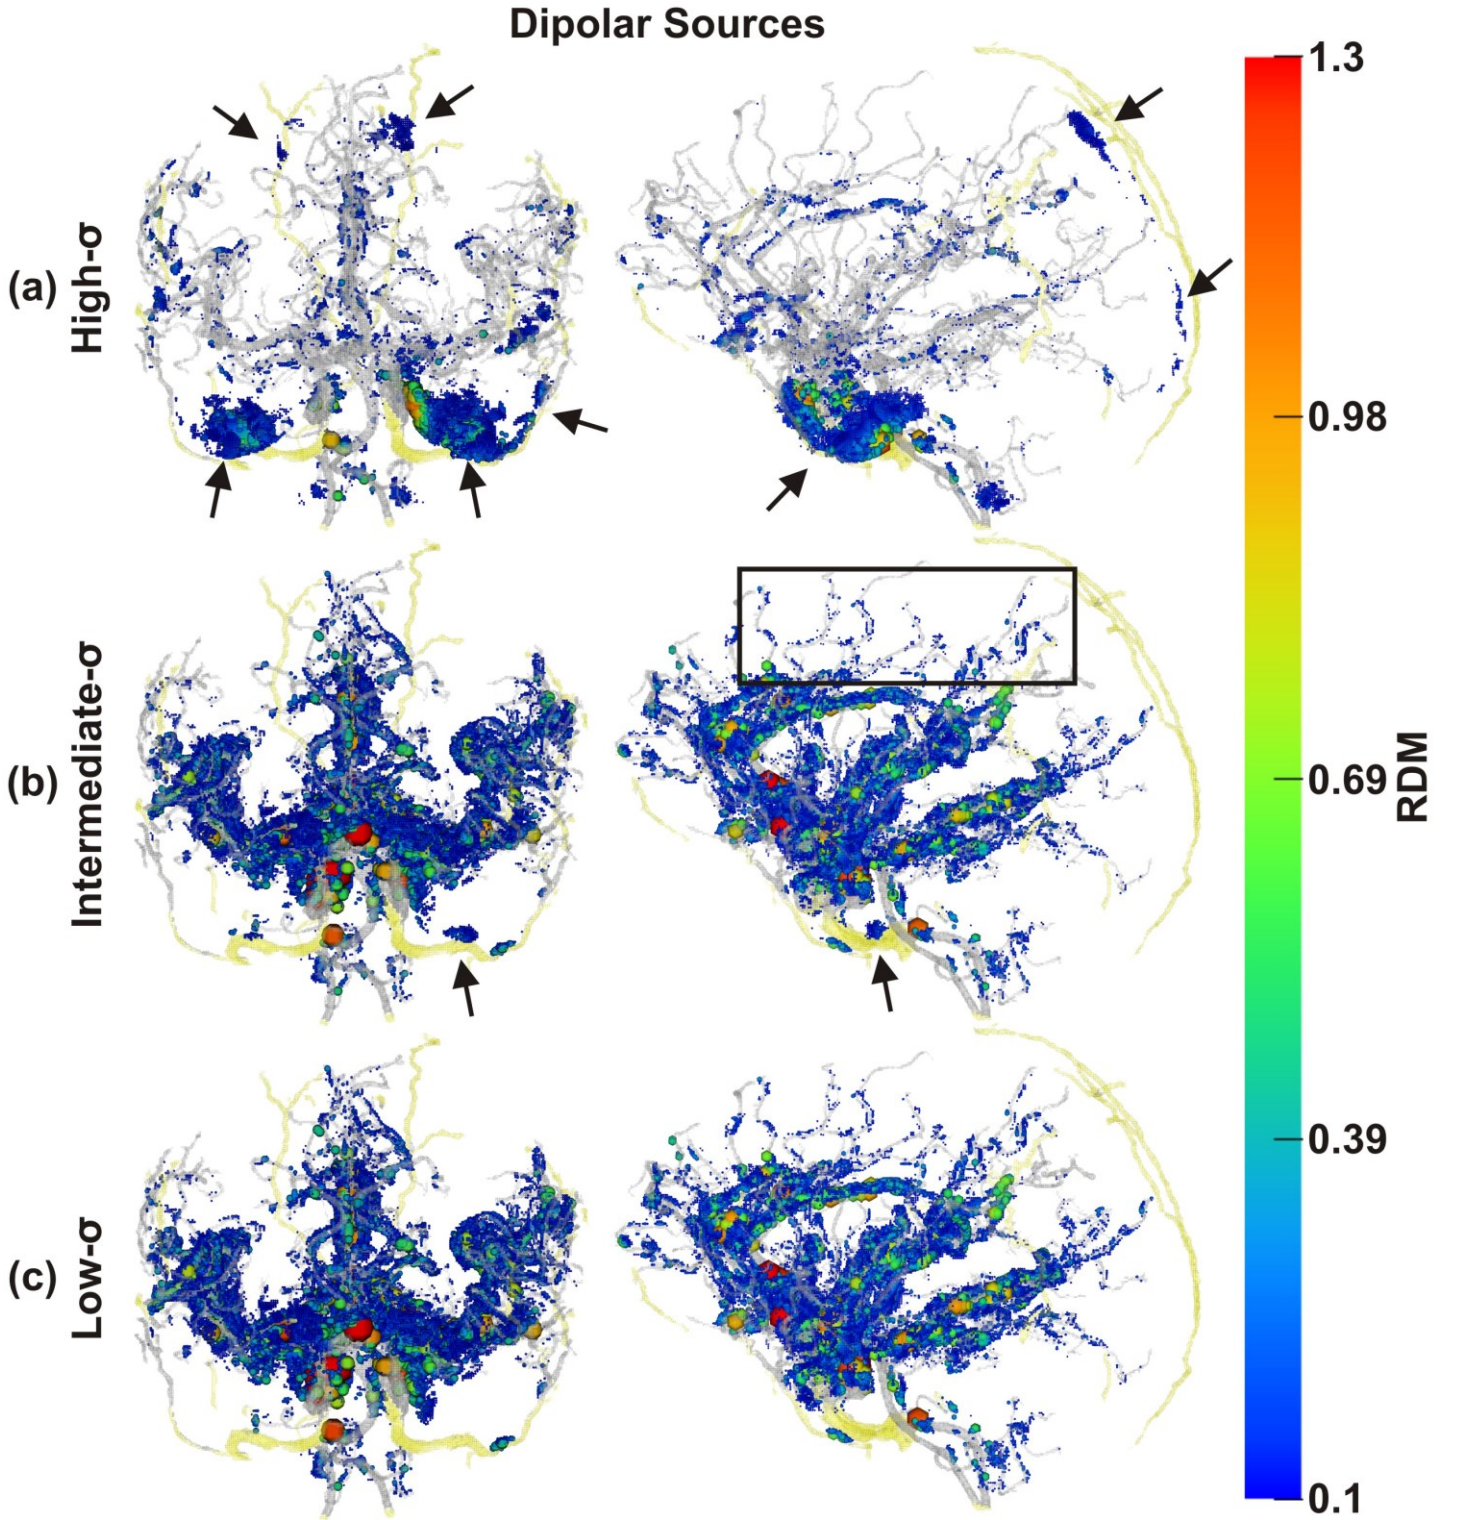 Dipolar Sources
1.3
(a) High-σ
0.98
(b) Intermediate-σ
0.69
RDM
0.39
(c) Low-σ
0.1